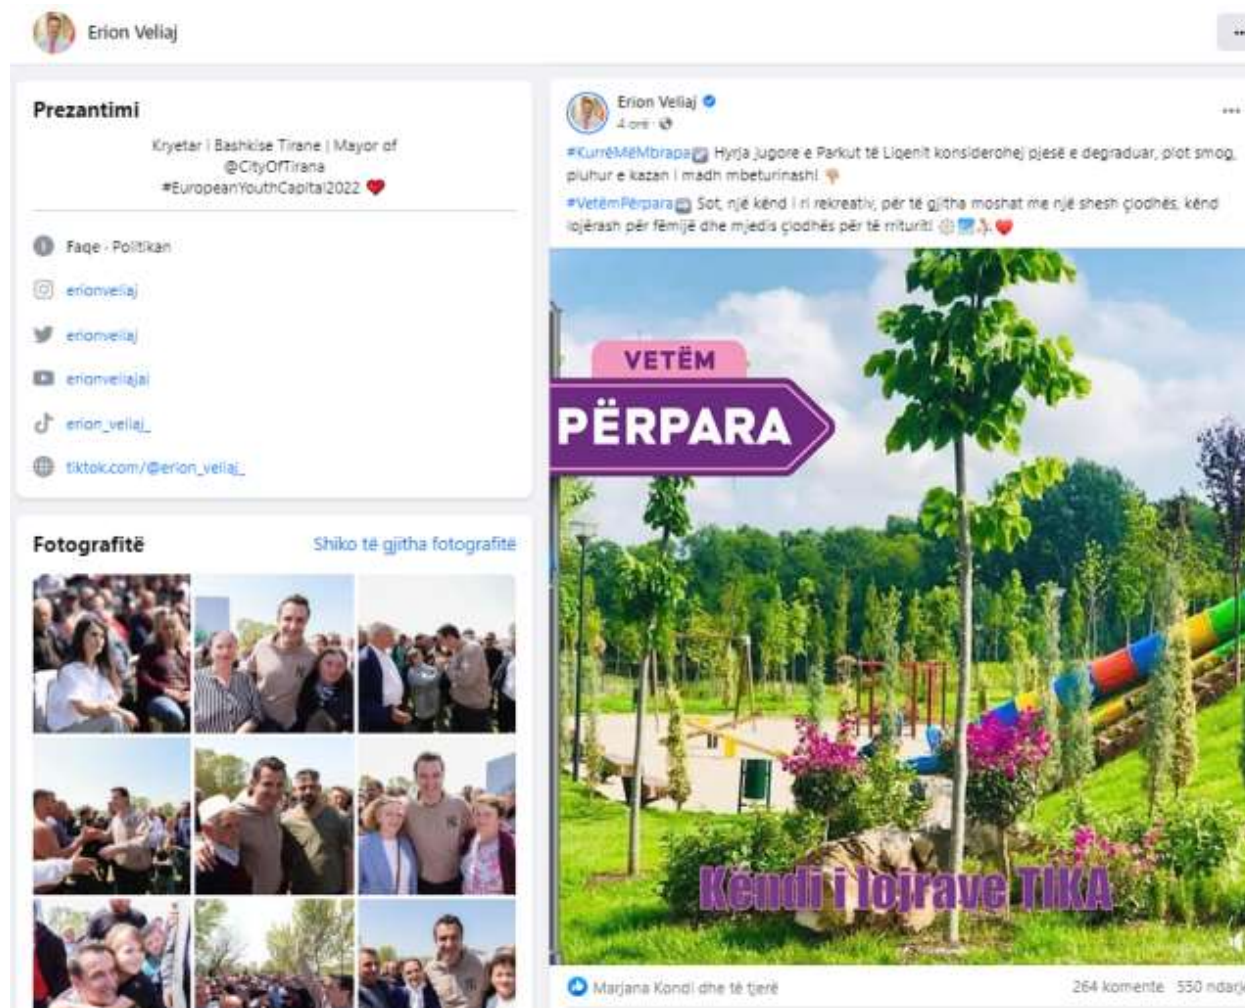 Erion Veliaj
Prezantimi
Kryetar i Bashkise Tirane | Mayor of
@CityOfTirana
#EuropeanYouthCapital2022
Faqe · Politikan
erionveliaj
erionveliaj
erionveliajal
erion_veliaj_
tiktok.com/@erion_veliaj_
Fotografitë
Shiko të gjitha fotografitë
Erion Veliaj
4 orë
#KurrëMëMbrapa Hyrja jugore e Parkut të Liqenit konsiderohej pjesë e degraduar, plot smog,
pluhur e kazan i madh mbeturinash!
#VetëmPërpara Sot, një kënd i ri rekreativ, për të gjitha moshat me një shesh çlodhës, kënd
lojërash për fëmijë dhe mjedis çlodhës për të rriturit!
VETËM
PËRPARA
Këndi i lojrave TIKA
Marjana Kondi dhe të tjerë
264 komente 550 ndarje